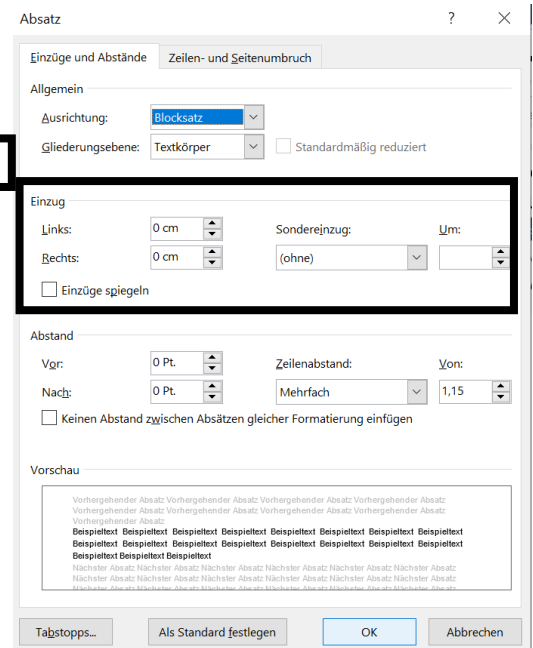 Absatz ?
Einzüge und Abstände Zeilen- und Seitenumbruch
Allgemein
Ausrichtung: Blocksatz
Gliederungsebene: Textkörper Standardmäßig reduziert
Einzug
Links: 0 cm Sondereinzug: Um:
Rechts: 0 cm (ohne)
Einzüge spiegeln
Abstand
Vor: 0 Pt. Zeilenabstand: Von:
Nach: 0 Pt. Mehrfach 1,15
Keinen Abstand zwischen Absätzen gleicher Formatierung einfügen
Vorschau
Vorhergehender Absatz Vorhergehender Absatz Vorhergehender Absatz Vorhergehender Absatz
Vorhergehender Absatz Vorhergehender Absatz Vorhergehender Absatz Vorhergehender Absatz
Vorhergehender Absatz
Beispieltext Beispieltext Beispieltext Beispieltext Beispieltext Beispieltext Beispieltext Beispieltext
Beispieltext Beispieltext Beispieltext Beispieltext Beispieltext Beispieltext Beispieltext Beispieltext
Beispieltext Beispieltext Beispieltext
Nächster Absatz Nächster Absatz Nächster Absatz Nächster Absatz Nächster Absatz Nächster Absatz
Nächster Absatz Nächster Absatz Nächster Absatz Nächster Absatz Nächster Absatz Nächster Absatz
Nächster Absatz Nächster Absatz Nächster Absatz Nächster Absatz Nächster Absatz Nächster Absatz
Tabstopps... Als Standard festlegen OK Abbrechen